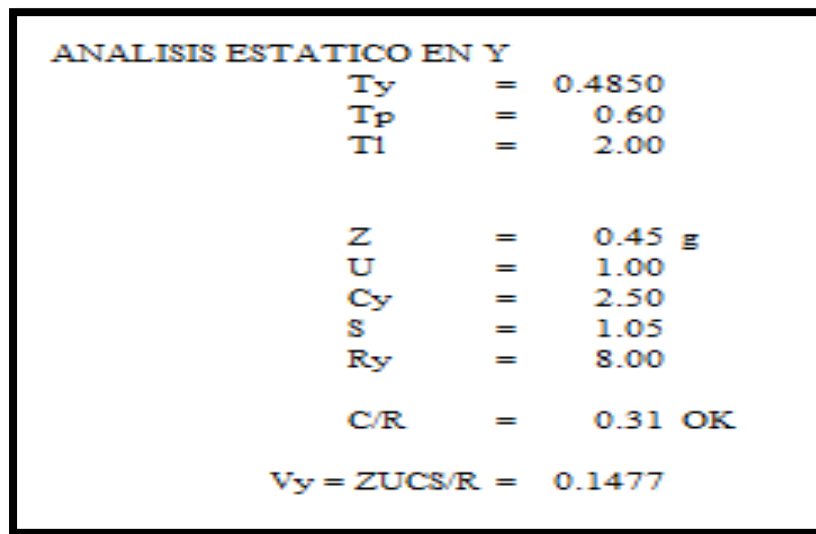 ANALISIS ESTATICO EN Y
Ty = 0.4850
Tp = 0.60
Tl = 2.00
Z = 0.45 g
U = 1.00
Cy = 2.50
S = 1.05
Ry = 8.00
C/R = 0.31 OK
Vy = ZUCS/R = 0.1477